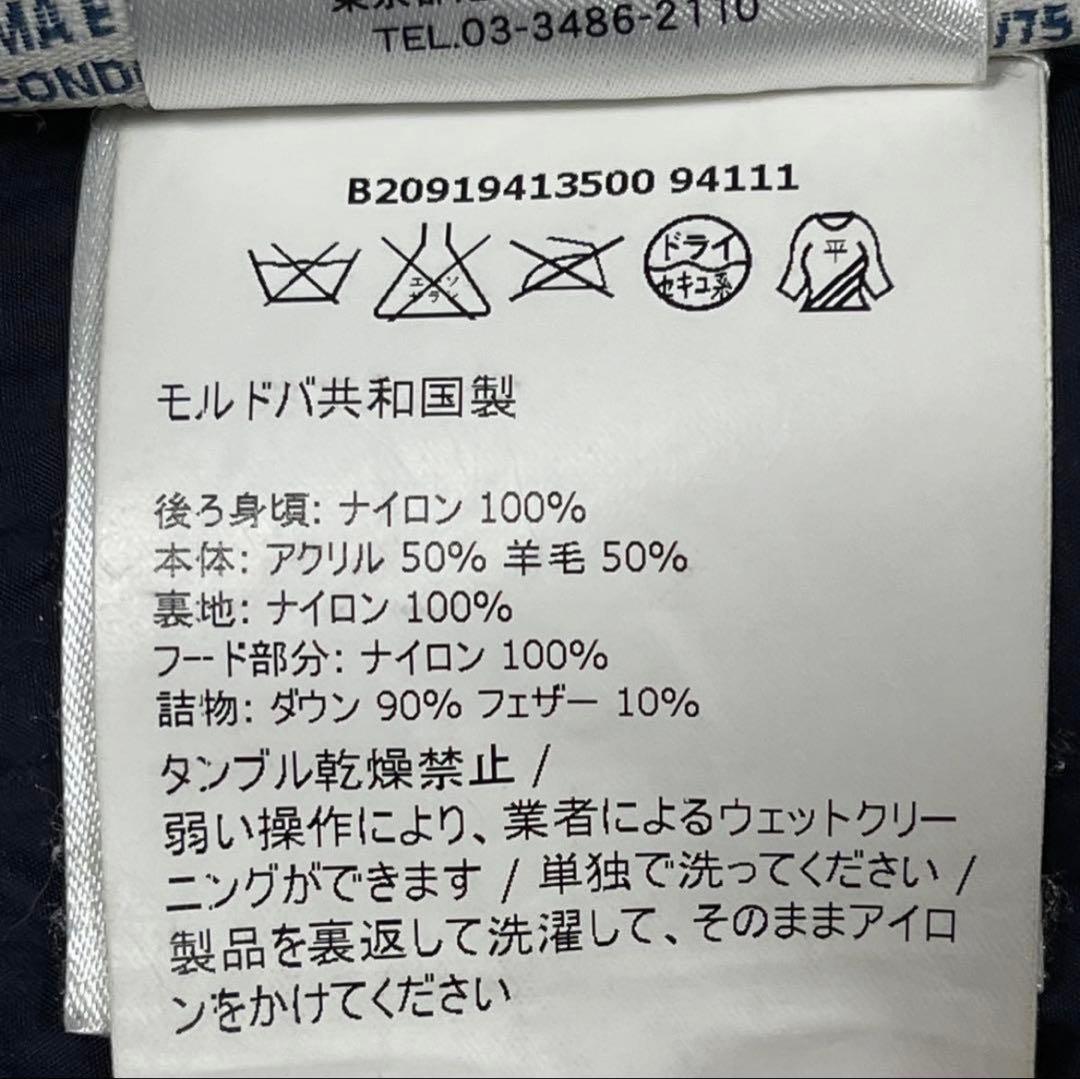 TEL.03-3486-2110
B20919413500 94111
ドライ
セキユ系
平
モルドバ共和国製
後ろ身頃: ナイロン 100%
本体: アクリル 50% 羊毛 50%
裏地: ナイロン 100%
フード部分: ナイロン 100%
詰物: ダウン 90% フェザー 10%
タンブル乾燥禁止 /
弱い操作により、業者によるウェットクリー
ニングができます / 単独で洗ってください /
製品を裏返して洗濯して、そのままアイロ
ンをかけてください